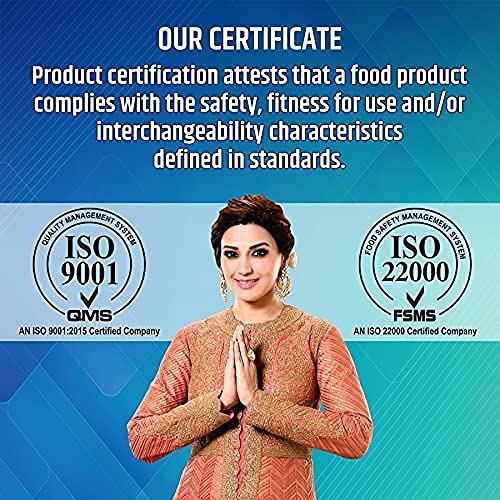 OUR CERTIFICATE
Product certification attests that a food product
complies with the safety, fitness for use and/or
interchangeability characteristics
defined in standards.
QUALITY MANAGEMENT SYSTEM
ISO
9001
QMS
AN ISO 9001:2015 Certified Company
FOOD SAFETY MANAGEMENT SYSTEM
ISO
22000
FSMS
AN ISO 22000 Certified Company